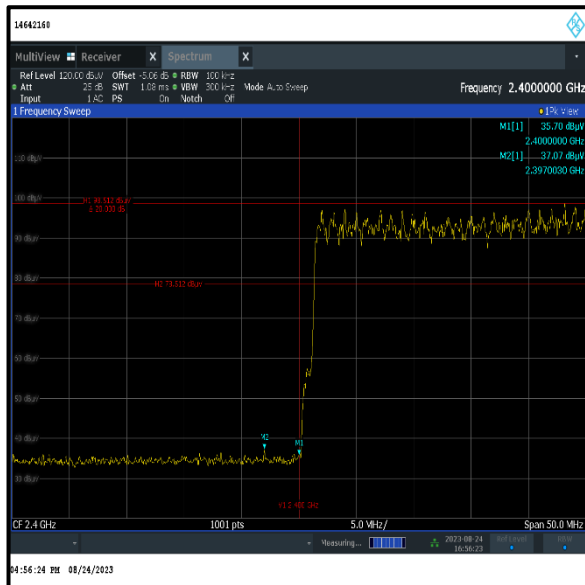 14642160
MultiView Receiver X Spectrum X
Ref Level 120.00 dBµV Offset -5.06 dB RBW 100 kHz
Att 25 dB SWT 1.08 ms VBW 300 kHz Mode Auto Sweep Frequency 2.4000000 GHz
Input 1 AC PS On Notch Off
1 Frequency Sweep 1Pk View
M1[1] 35.70 dBµV
2.4000000 GHz
M2[1] 37.07 dBµV
2.3970030 GHz
110 dBµV
100 dBµV
90 dBµV
80 dBµV
70 dBµV
60 dBµV
50 dBµV
40 dBµV
M2 M1
30 dBµV
CF 2.4 GHz 1001 pts 5.0 MHz/ Span 50.0 MHz
Measuring... 2023-08-24 Ref Level RBW
16:56:23
04:56:24 PM 08/24/2023